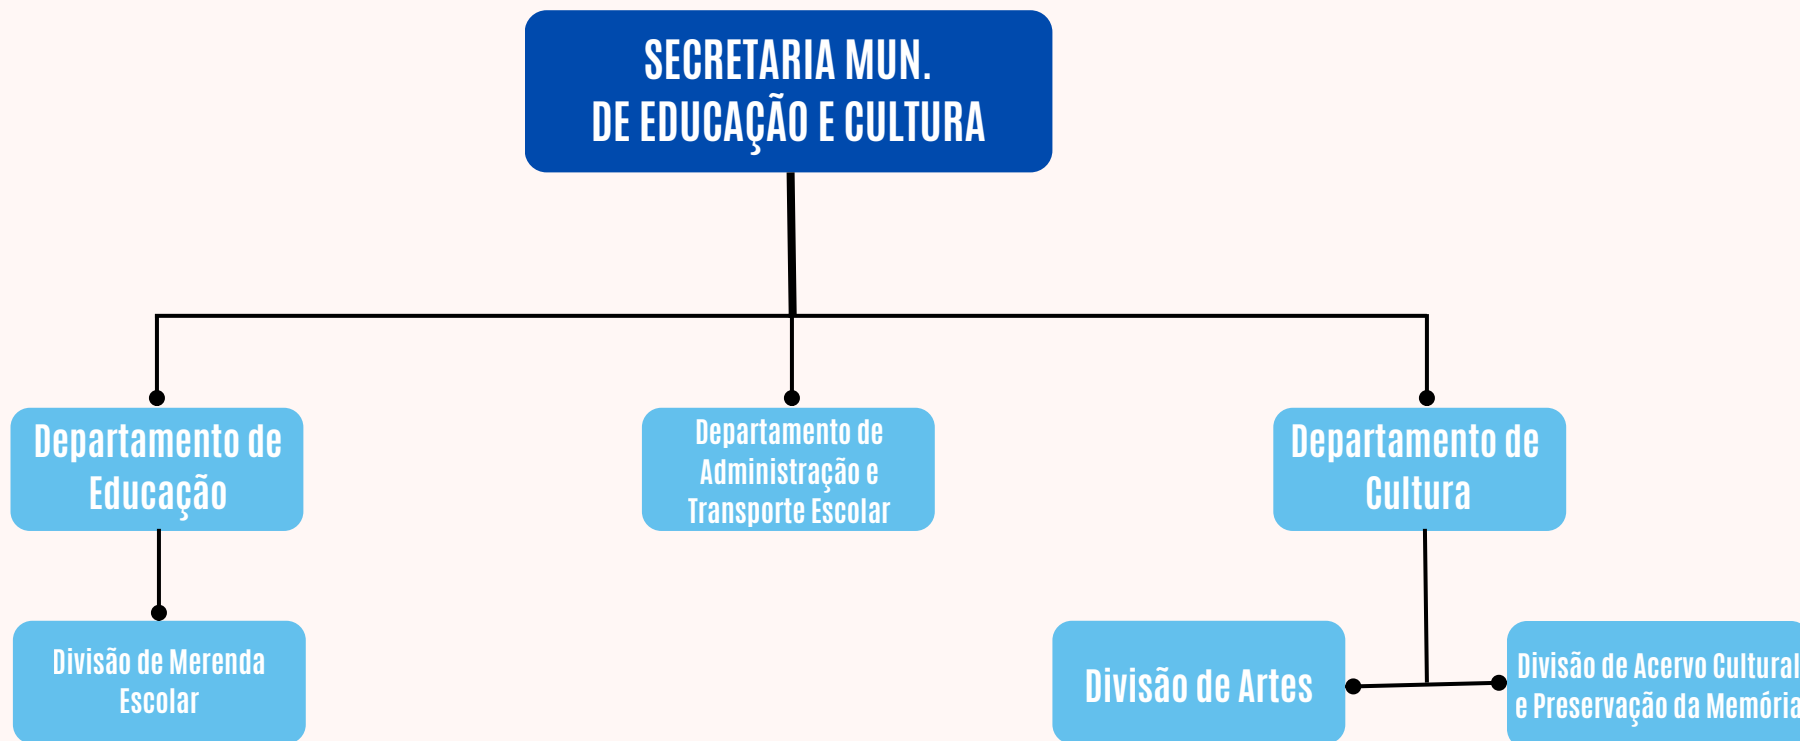 SECRETARIA MUN.
DE EDUCAÇÃO E CULTURA
Departamento de
Educação
Departamento de
Administração e
Transporte Escolar
Departamento de
Cultura
Divisão de Merenda
Escolar
Divisão de Artes
Divisão de Acervo Cultural
e Preservação da Memória